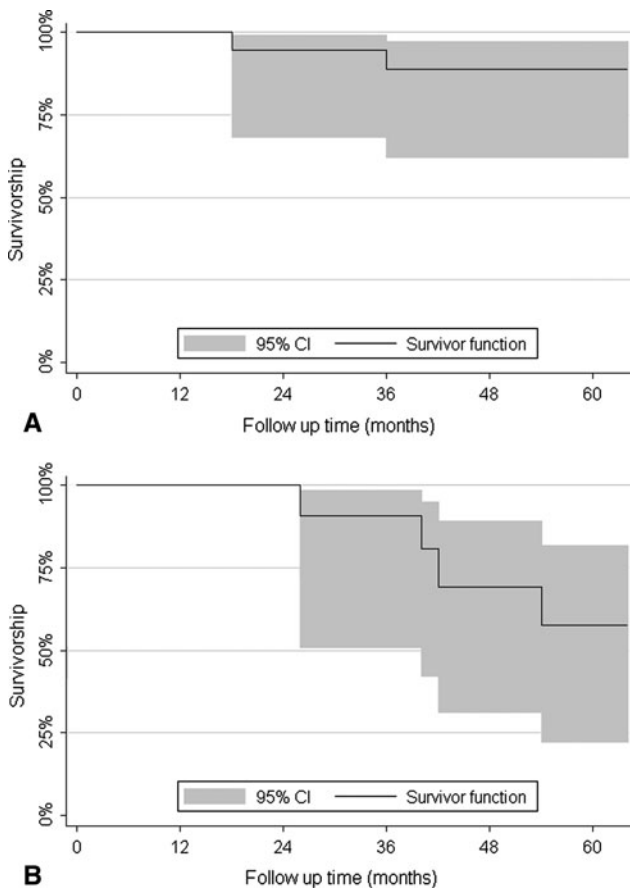 100%
75%
50%
25%
0%
Survivorship
95% CI Survivor function
0 12 24 36 48 60
Follow up time (months)
A
100%
75%
50%
25%
0%
Survivorship
95% CI Survivor function
0 12 24 36 48 60
Follow up time (months)
B